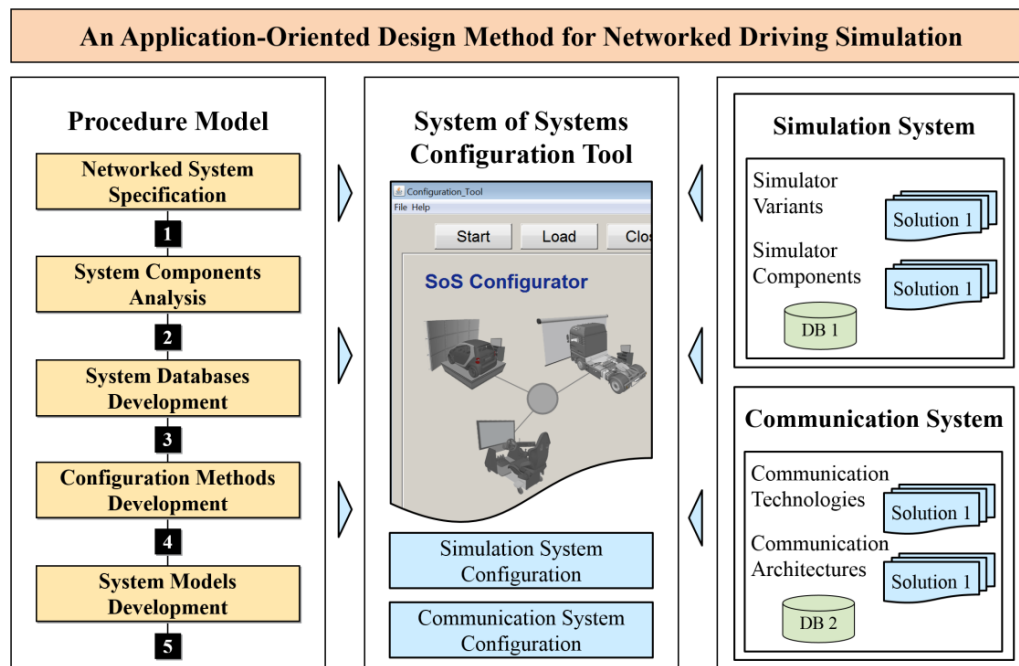 An Application-Oriented Design Method for Networked Driving Simulation
Procedure Model
Networked System
Specification
1
System Components
Analysis
2
System Databases
Development
3
Configuration Methods
Development
4
System Models
Development
5
System of Systems
Configuration Tool
Configuration_Tool
File Help
Start
Load
Clos
SoS Configurator
Simulation System
Configuration
Communication System
Configuration
Simulation System
Simulator
Variants
Solution 1
Simulator
Components
Solution 1
DB 1
Communication System
Communication
Technologies
Solution 1
Communication
Architectures
Solution 1
DB 2